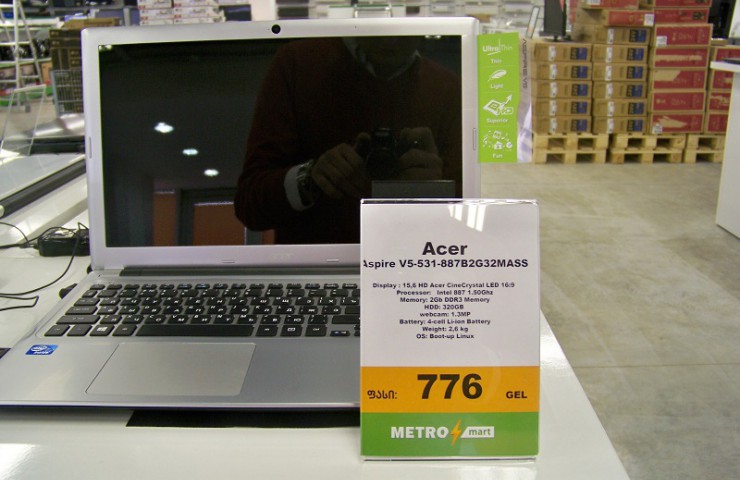 UltraThin
Thin
Light
Superior
Fun
Acer
Aspire V5-531-887B2G32MASS
Display : 15,6 HD Acer CineCrystal LED 16:9
Processor: Intel 887 1.50Ghz
Memory: 2Gb DDR3 Memory
HDD: 320GB
webcam: 1.3MP
Battery: 4-cell Li-ion Battery
Weight: 2,6 kg
OS: Boot-up Linux
ფასი: 776 GEL
METRO mart